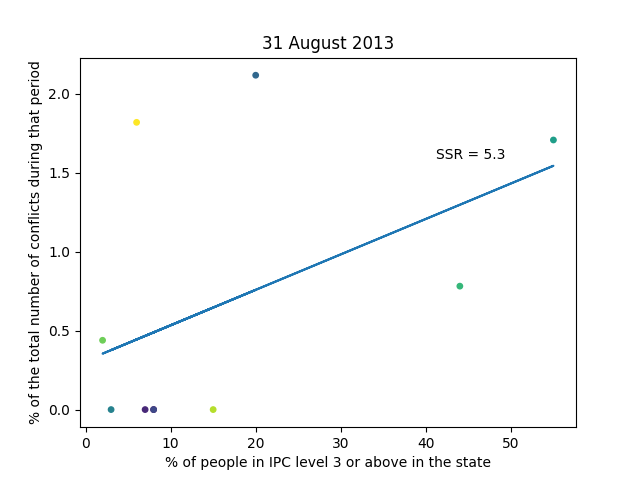 31 August 2013
% of the total number of conflicts during that period
2.0
1.5
1.0
0.5
0.0
SSR = 5.3
0 10 20 30 40 50
% of people in IPC level 3 or above in the state